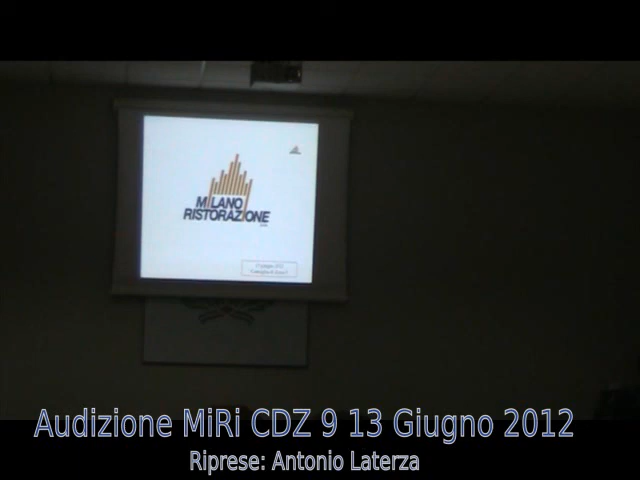 MILANO
RISTORAZIONE
Audizione MiRi CDZ 9 13 Giugno 2012
Riprese: Antonio Laterza